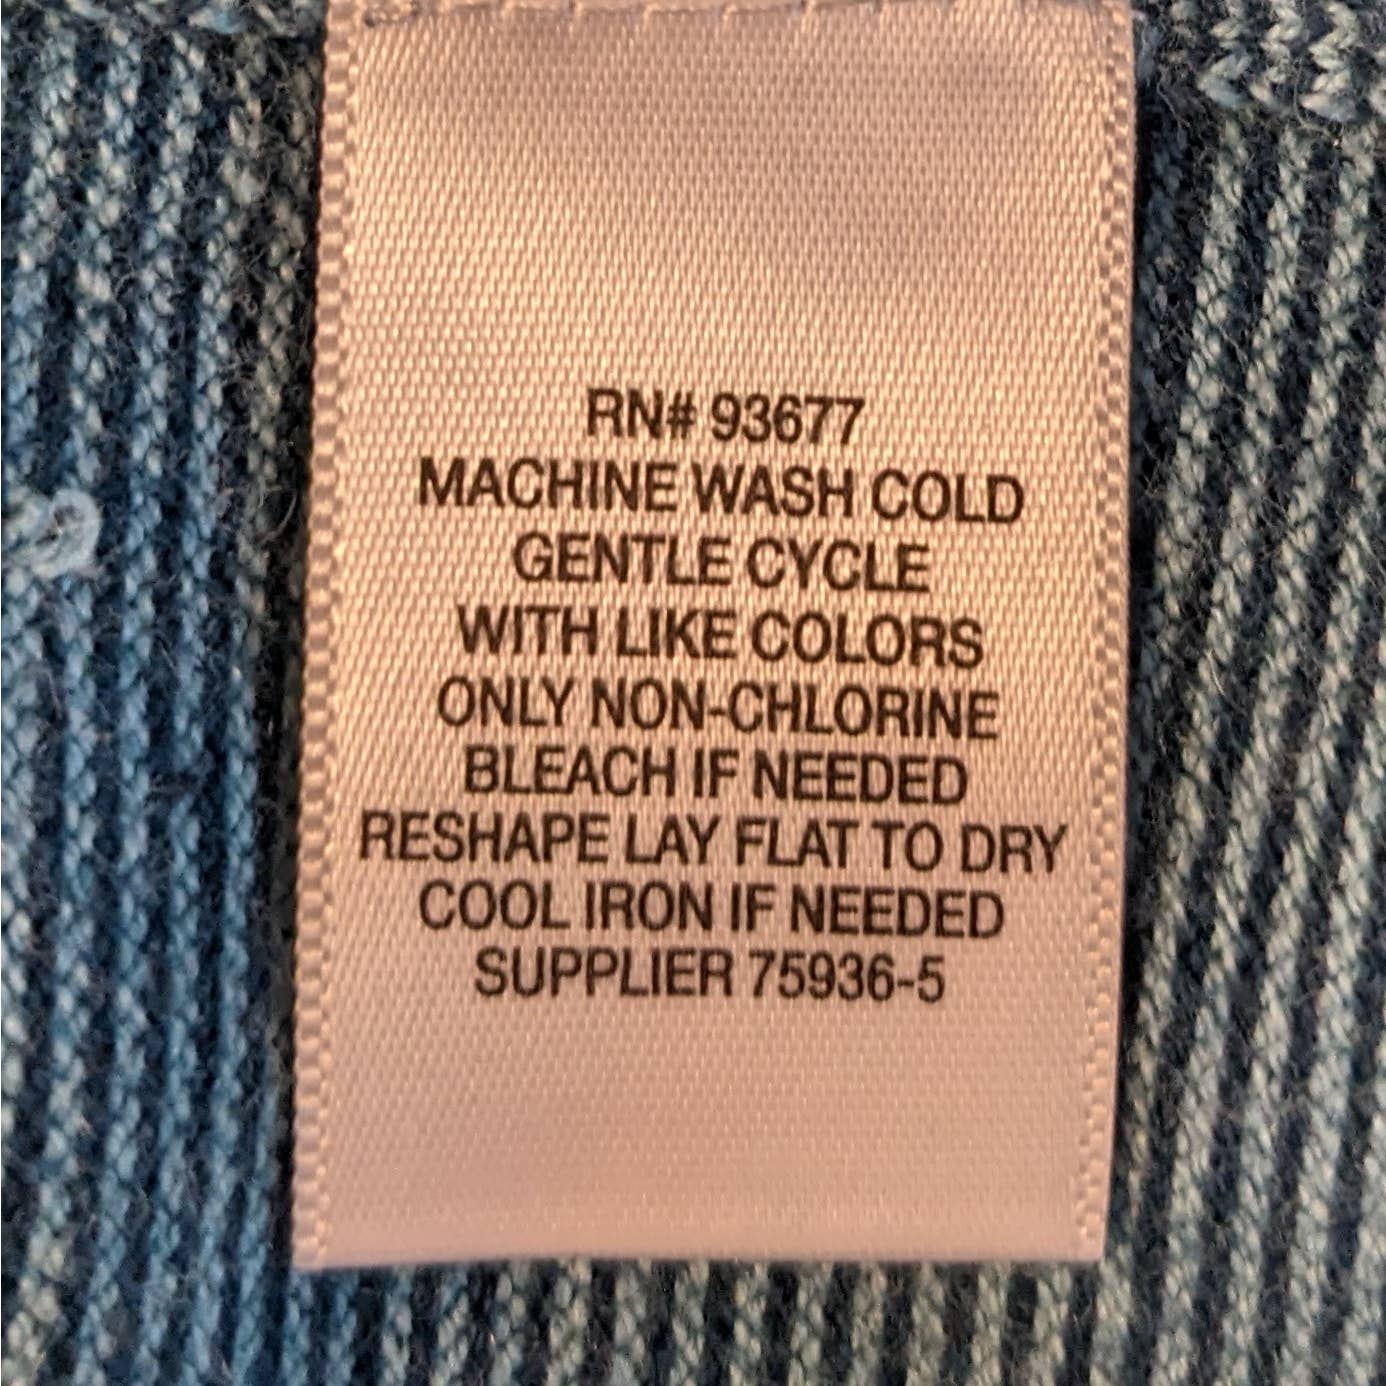 RN# 93677
MACHINE WASH COLD
GENTLE CYCLE
WITH LIKE COLORS
ONLY NON-CHLORINE
BLEACH IF NEEDED
RESHAPE LAY FLAT TO DRY
COOL IRON IF NEEDED
SUPPLIER 75936-5